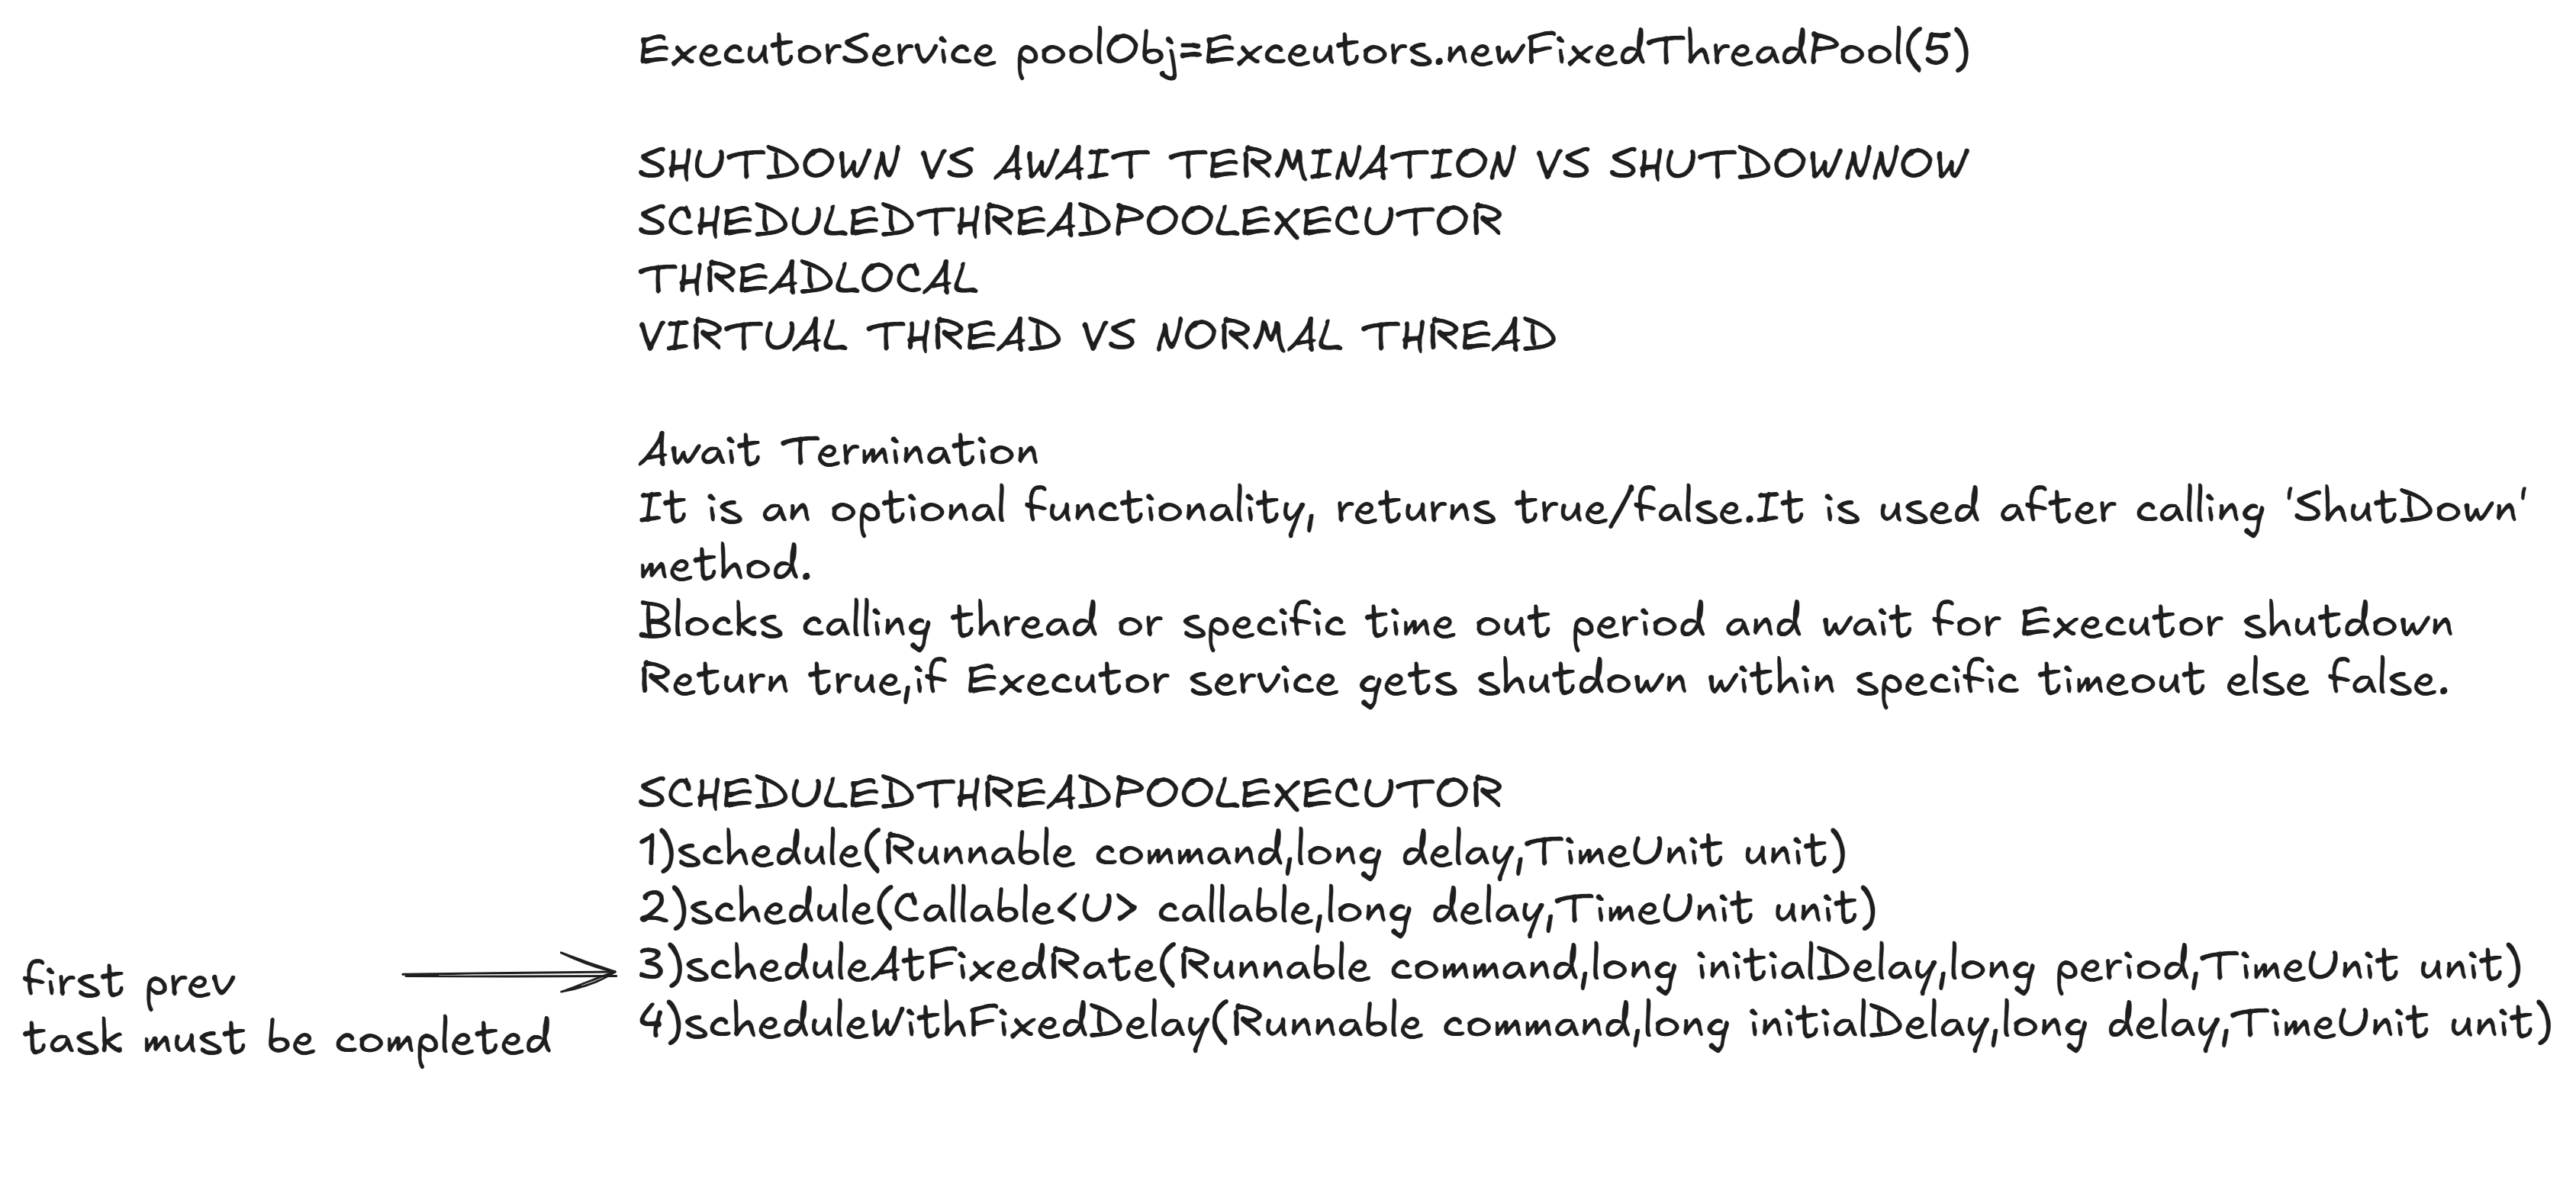 ExecutorService poolObj=Exceutors.newFixedThreadPool(5)
SHUTDOWN VS AWAIT TERMINATION VS SHUTDOWNNOW
SCHEDULEDTHREADPOOLEXECUTOR
THREADLOCAL
VIRTUAL THREAD VS NORMAL THREAD
Await Termination
It is an optional functionality, returns true/false.It is used after calling 'ShutDown'
method.
Blocks calling thread or specific time out period and wait for Executor shutdown
Return true,if Executor service gets shutdown within specific timeout else false.
SCHEDULEDTHREADPOOLEXECUTOR
1)schedule(Runnable command,long delay,TimeUnit unit)
2)schedule(Callable<U> callable,long delay,TimeUnit unit)
3)scheduleAtFixedRate(Runnable command,long initialDelay,long period,TimeUnit unit)
4)scheduleWithFixedDelay(Runnable command,long initialDelay,long delay,TimeUnit unit)
first prev
task must be completed